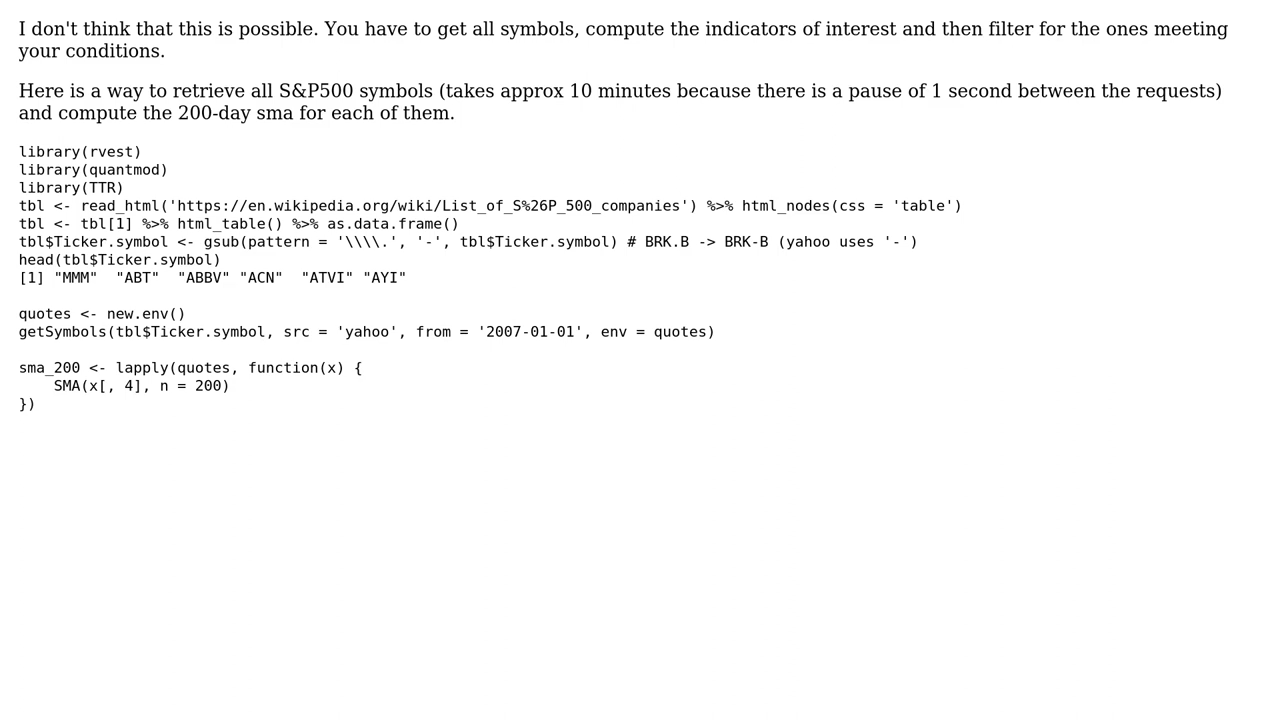 I don't think that this is possible. You have to get all symbols, compute the indicators of interest and then filter for the ones meeting
your conditions.
Here is a way to retrieve all S&P500 symbols (takes approx 10 minutes because there is a pause of 1 second between the requests)
and compute the 200-day sma for each of them.
library(rvest)
library(quantmod)
library(TTR)
tbl <- read_html('https://en.wikipedia.org/wiki/List_of_S%26P_500_companies') %>% html_nodes(css = 'table')
tbl <- tbl[1] %>% html_table() %>% as.data.frame()
tbl$Ticker.symbol <- gsub(pattern = '\\\\.', '-', tbl$Ticker.symbol) # BRK.B -> BRK-B (yahoo uses '-')
head(tbl$Ticker.symbol)
[1] "MMM"  "ABT"  "ABBV" "ACN"  "ATVI" "AYI"
quotes <- new.env()
getSymbols(tbl$Ticker.symbol, src = 'yahoo', from = '2007-01-01', env = quotes)
sma_200 <- lapply(quotes, function(x) {
    SMA(x[, 4], n = 200)
})